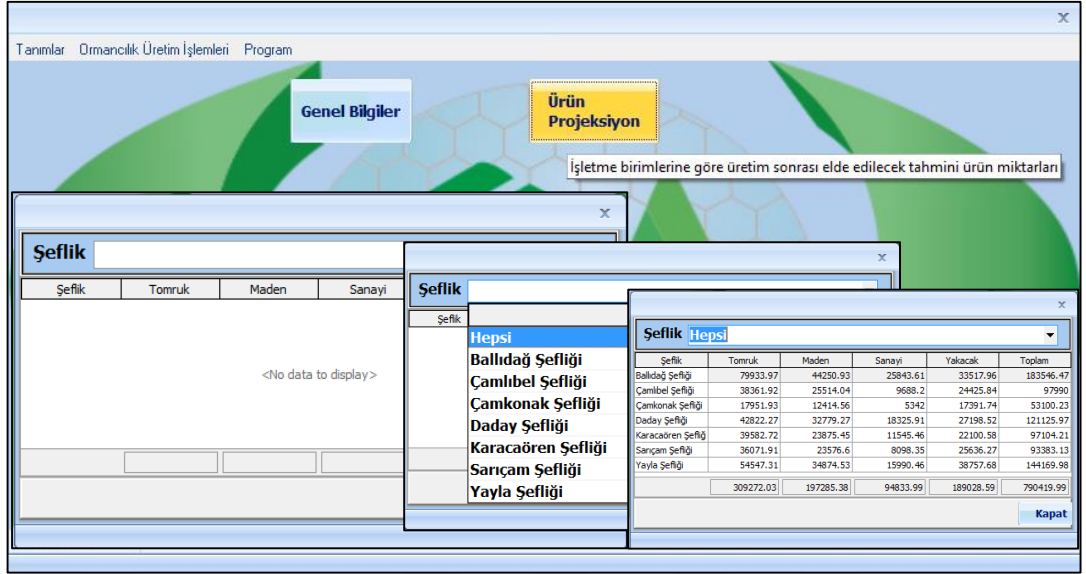 x
Tanımlar Ormancılık Üretim İşlemleri Program
Genel Bilgiler
Ürün
Projeksiyon
İşletme birimlerine göre üretim sonrası elde edilecek tahmini ürün miktarları
x
Şeflik
Şeflik Tomruk Maden Sanayi
<No data to display>
x
Şeflik
Şeflik
Hepsi
Ballıdağ Şefliği
Çamlıbel Şefliği
Çamkonak Şefliği
Daday Şefliği
Karacaören Şefliği
Sarıçam Şefliği
Yayla Şefliği
x
Şeflik Hepsi
Şeflik Tomruk Maden Sanayi Yakacak Toplam
Ballıdağ Şefliği 79933.97 44250.93 25843.61 33517.96 183546.47
Çamlıbel Şefliği 38361.92 25514.04 9688.2 24425.84 97990
Çamkonak Şefliği 17951.93 12414.56 5342 17391.74 53100.23
Daday Şefliği 42822.27 32779.27 18325.91 27198.52 121125.97
Karacaören Şefliğ 39582.72 23875.45 11545.46 22100.58 97104.21
Sarıçam Şefliği 36071.91 23576.6 8098.35 25636.27 93383.13
Yayla Şefliği 54547.31 34874.53 15990.46 38757.68 144169.98
309272.03 197285.38 94833.99 189028.59 790419.99
Kapat